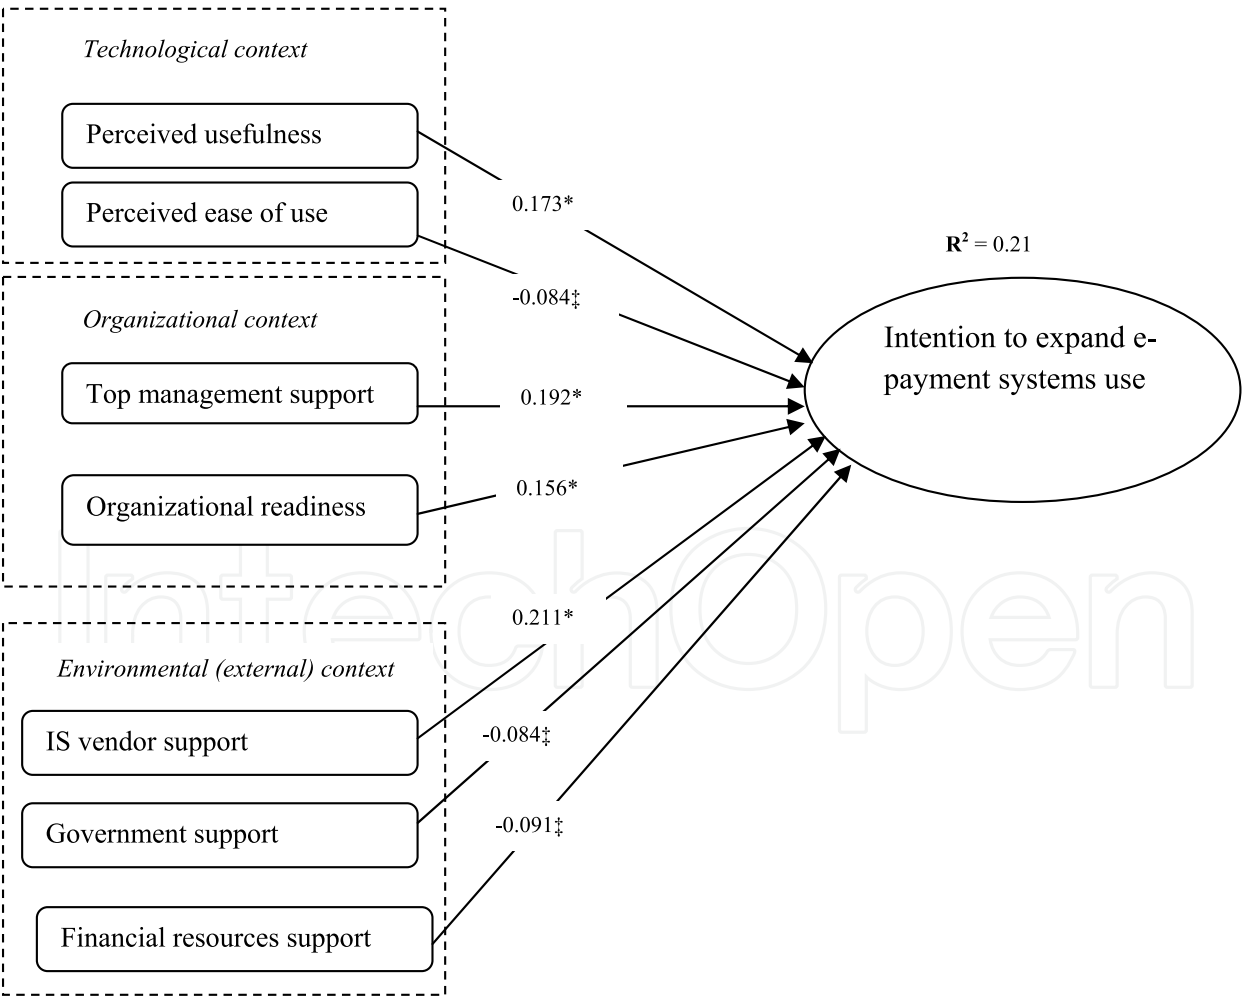 Technological context
Perceived usefulness
0.173*
Perceived ease of use
-0.084‡
R² = 0.21
Organizational context
Intention to expand e-
payment systems use
Top management support
0.192*
Organizational readiness
0.156*
IntechOpen
0.211*
Environmental (external) context
IS vendor support
-0.084‡
Government support
-0.091‡
Financial resources support